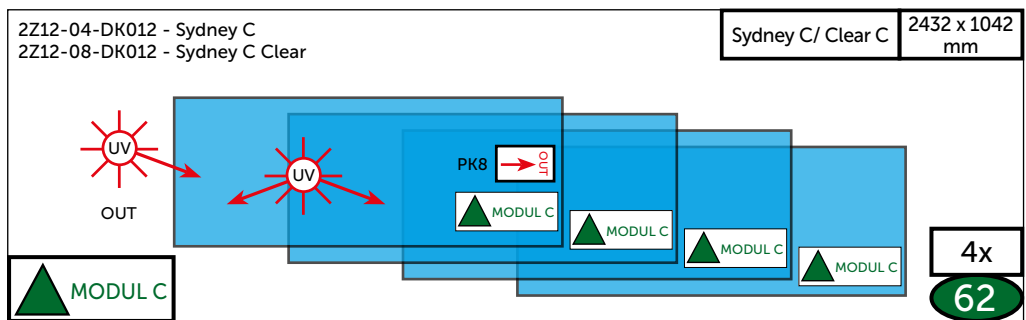 2Z12-04-DK012 - Sydney C
2Z12-08-DK012 - Sydney C Clear
Sydney C/ Clear C
2432 x 1042
mm
UV
OUT
UV
PK8
OUT
MODUL C
MODUL C
MODUL C
MODUL C
MODUL C
4x
62